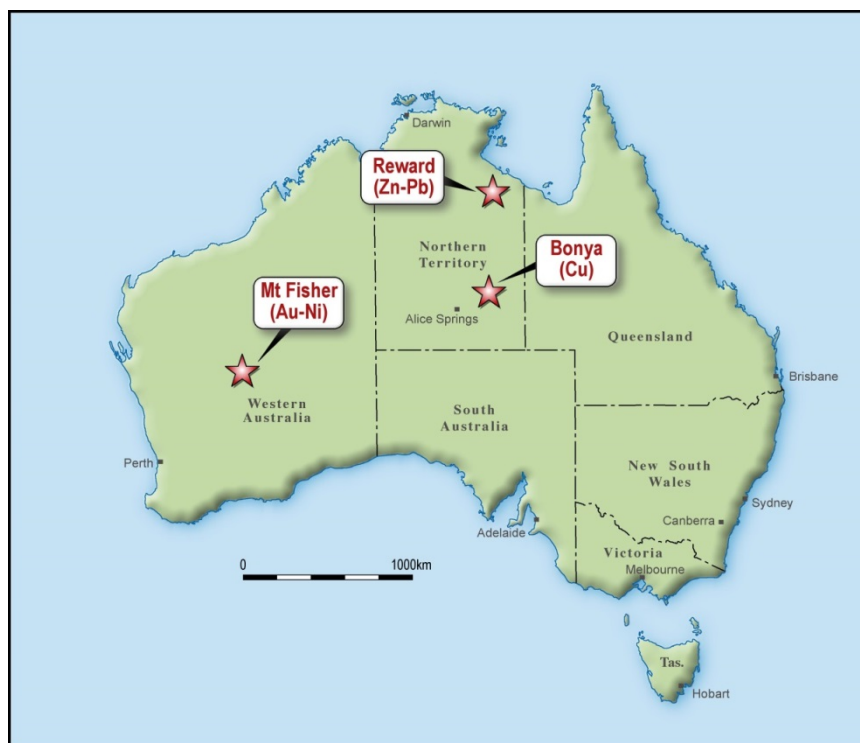 Darwin
Reward
(Zn-Pb)
Northern
Territory
Bonya
(Cu)
Mt Fisher
(Au-Ni)
Alice Springs
Queensland
Brisbane
Western
Australia
South
Australia
Perth
New South
Wales
Sydney
Canberra
Adelaide
Victoria
Melbourne
0 1000km
Tas.
Hobart